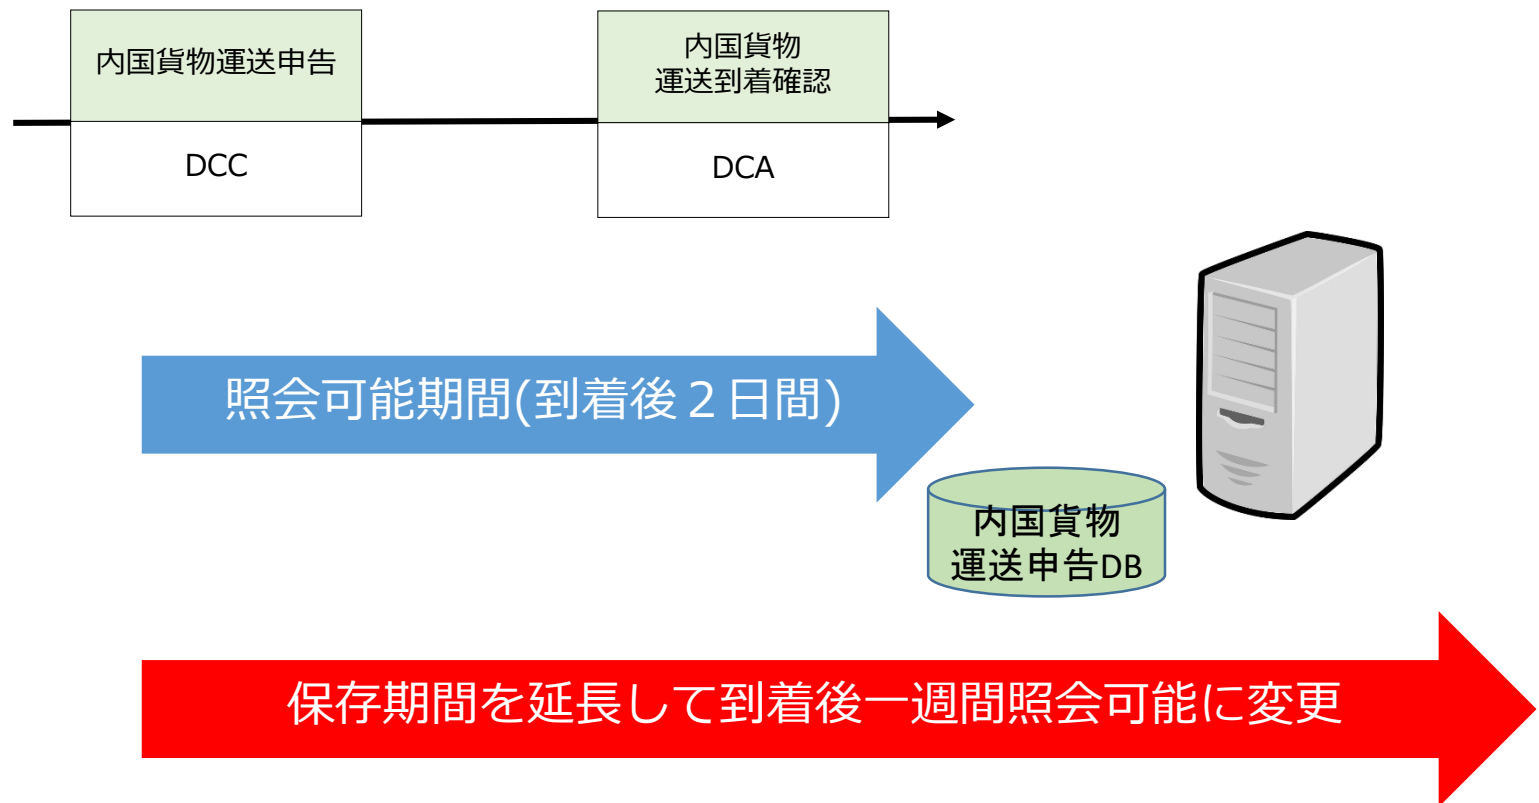 内国貨物運送申告
内国貨物
運送到着確認
DCC
DCA
照会可能期間(到着後２日間)
内国貨物
運送申告DB
保存期間を延長して到着後一週間照会可能に変更